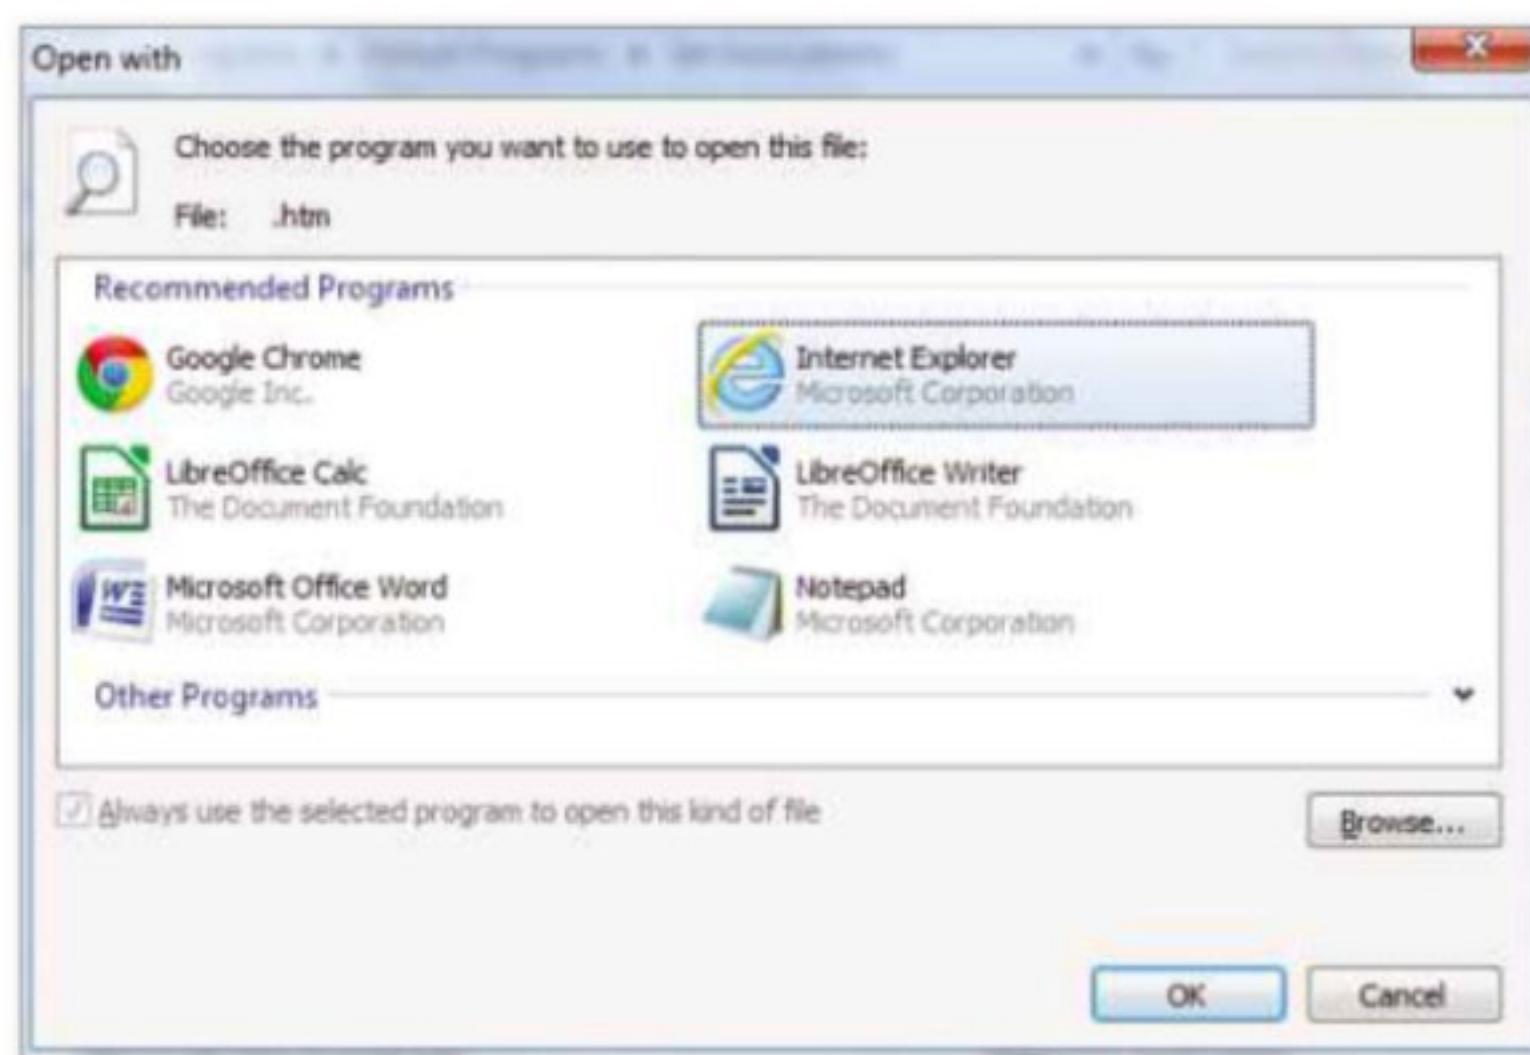 Open with
Choose the program you want to use to open this file:
File: .htm
Recommended Programs
Google Chrome
Google Inc.
Internet Explorer
Microsoft Corporation
LibreOffice Calc
The Document Foundation
LibreOffice Writer
The Document Foundation
Microsoft Office Word
Microsoft Corporation
Notepad
Microsoft Corporation
Other Programs
Always use the selected program to open this kind of file
Browse...
OK
Cancel